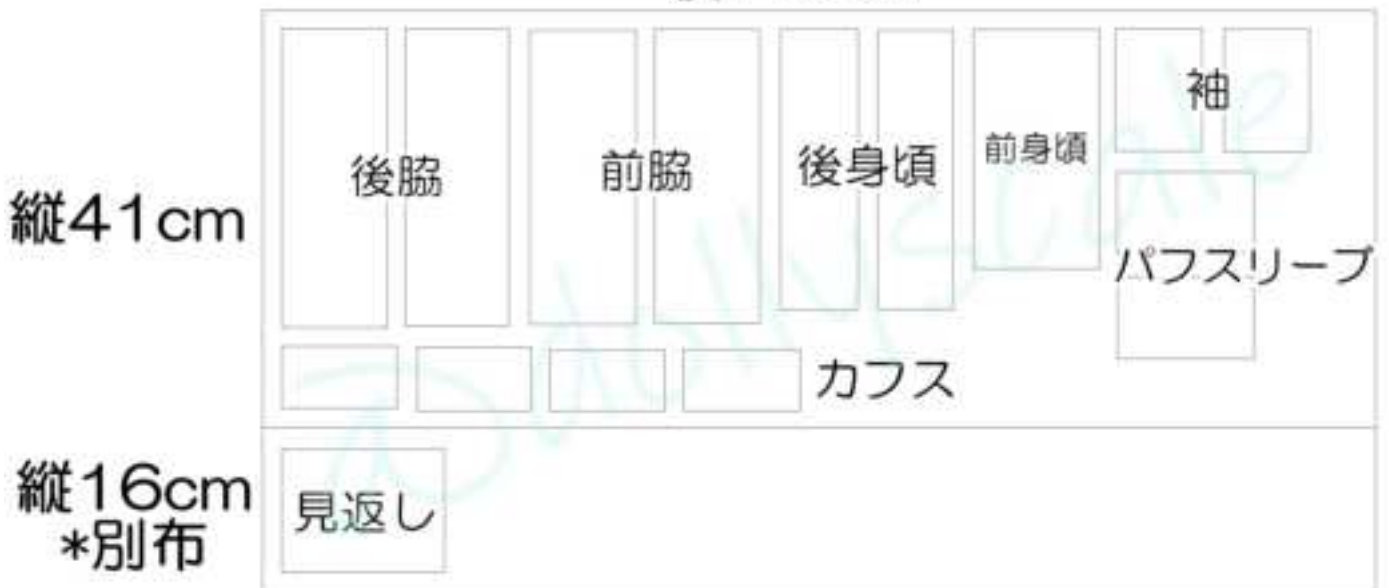 後脇
前脇
後身頃
前身頃
袖
縦41cm
パフスリーブ
カフス
縦16cm
*別布
見返し
@dollyscale